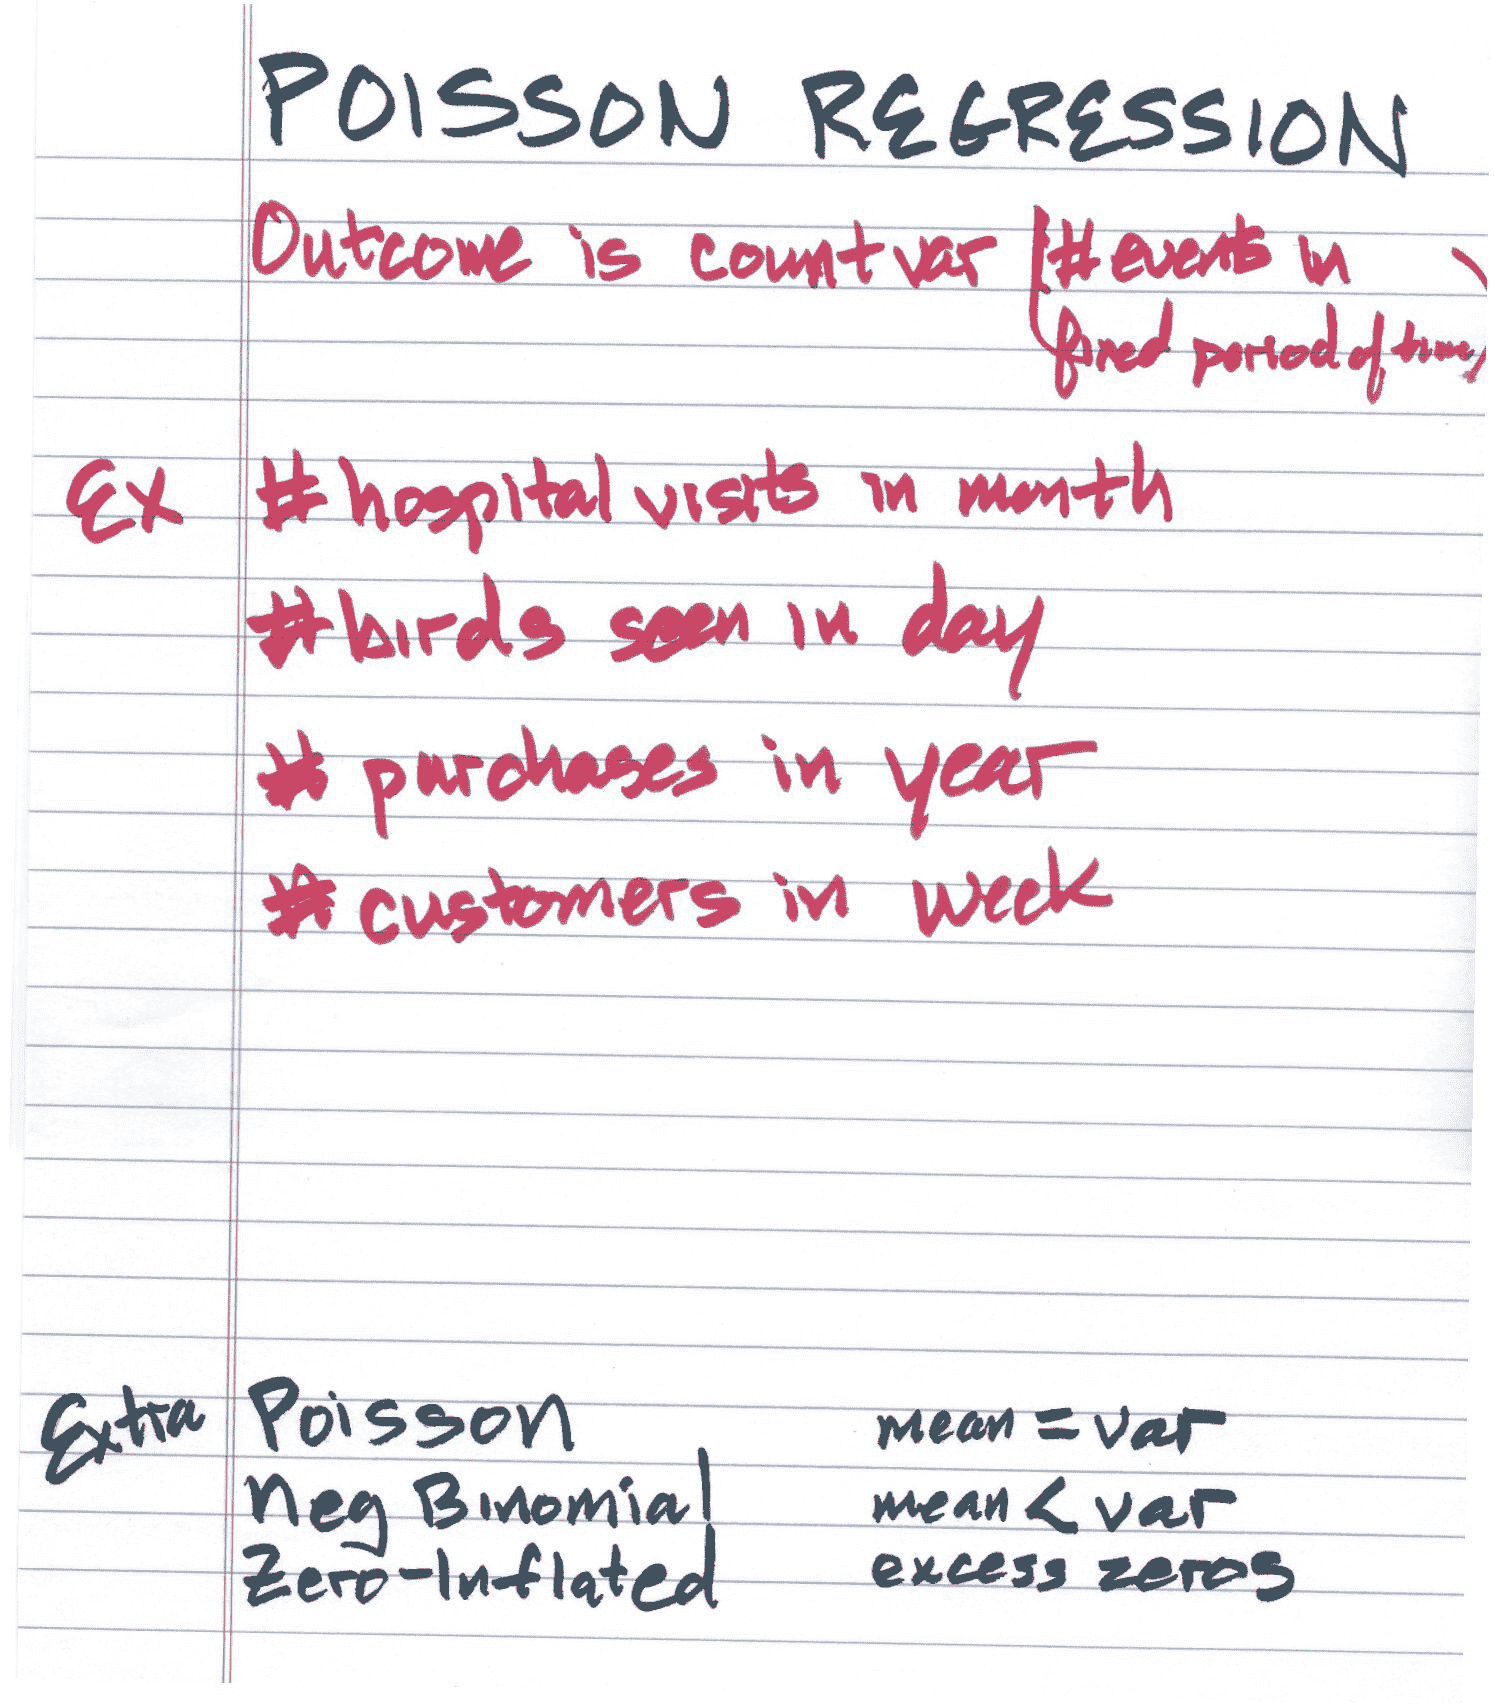 POISSON REGRESSION
Outcome is count var (# events in
fixed period of time)
Ex # hospital visits in month
# birds seen in day
# purchases in year
# customers in week
Extra Poisson mean = var
Neg Binomial mean < var
Zero-Inflated excess zeros